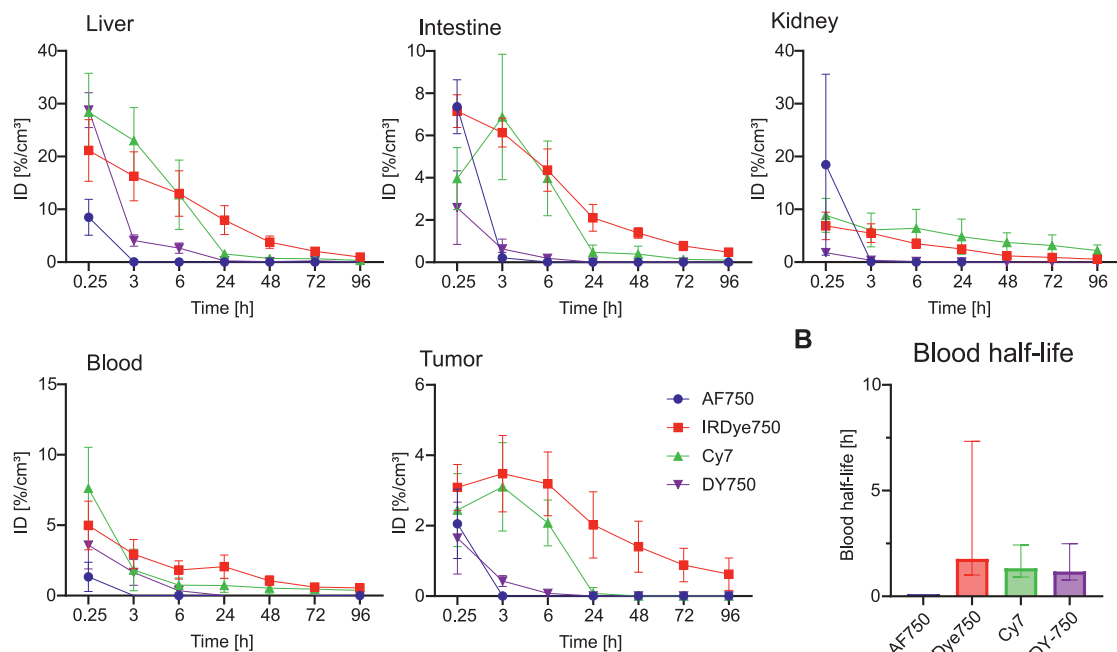 Liver
Intestine
Kidney
40
30
20
10
0
ID [%/cm³]
0.25 3 6 24 48 72 96
Time [h]
10
8
6
4
2
0
ID [%/cm³]
0.25 3 6 24 48 72 96
Time [h]
40
30
20
10
0
ID [%/cm³]
0.25 3 6 24 48 72 96
Time [h]
Blood
15
10
5
0
ID [%/cm³]
0.25 3 6 24 48 72 96
Time [h]
Tumor
6
4
2
0
ID [%/cm³]
0.25 3 6 24 48 72 96
Time [h]
AF750
IRDye750
Cy7
DY750
B
Blood half-life
10
5
0
Blood half-life [h]
AF750
Dye750
Cy7
DY-750